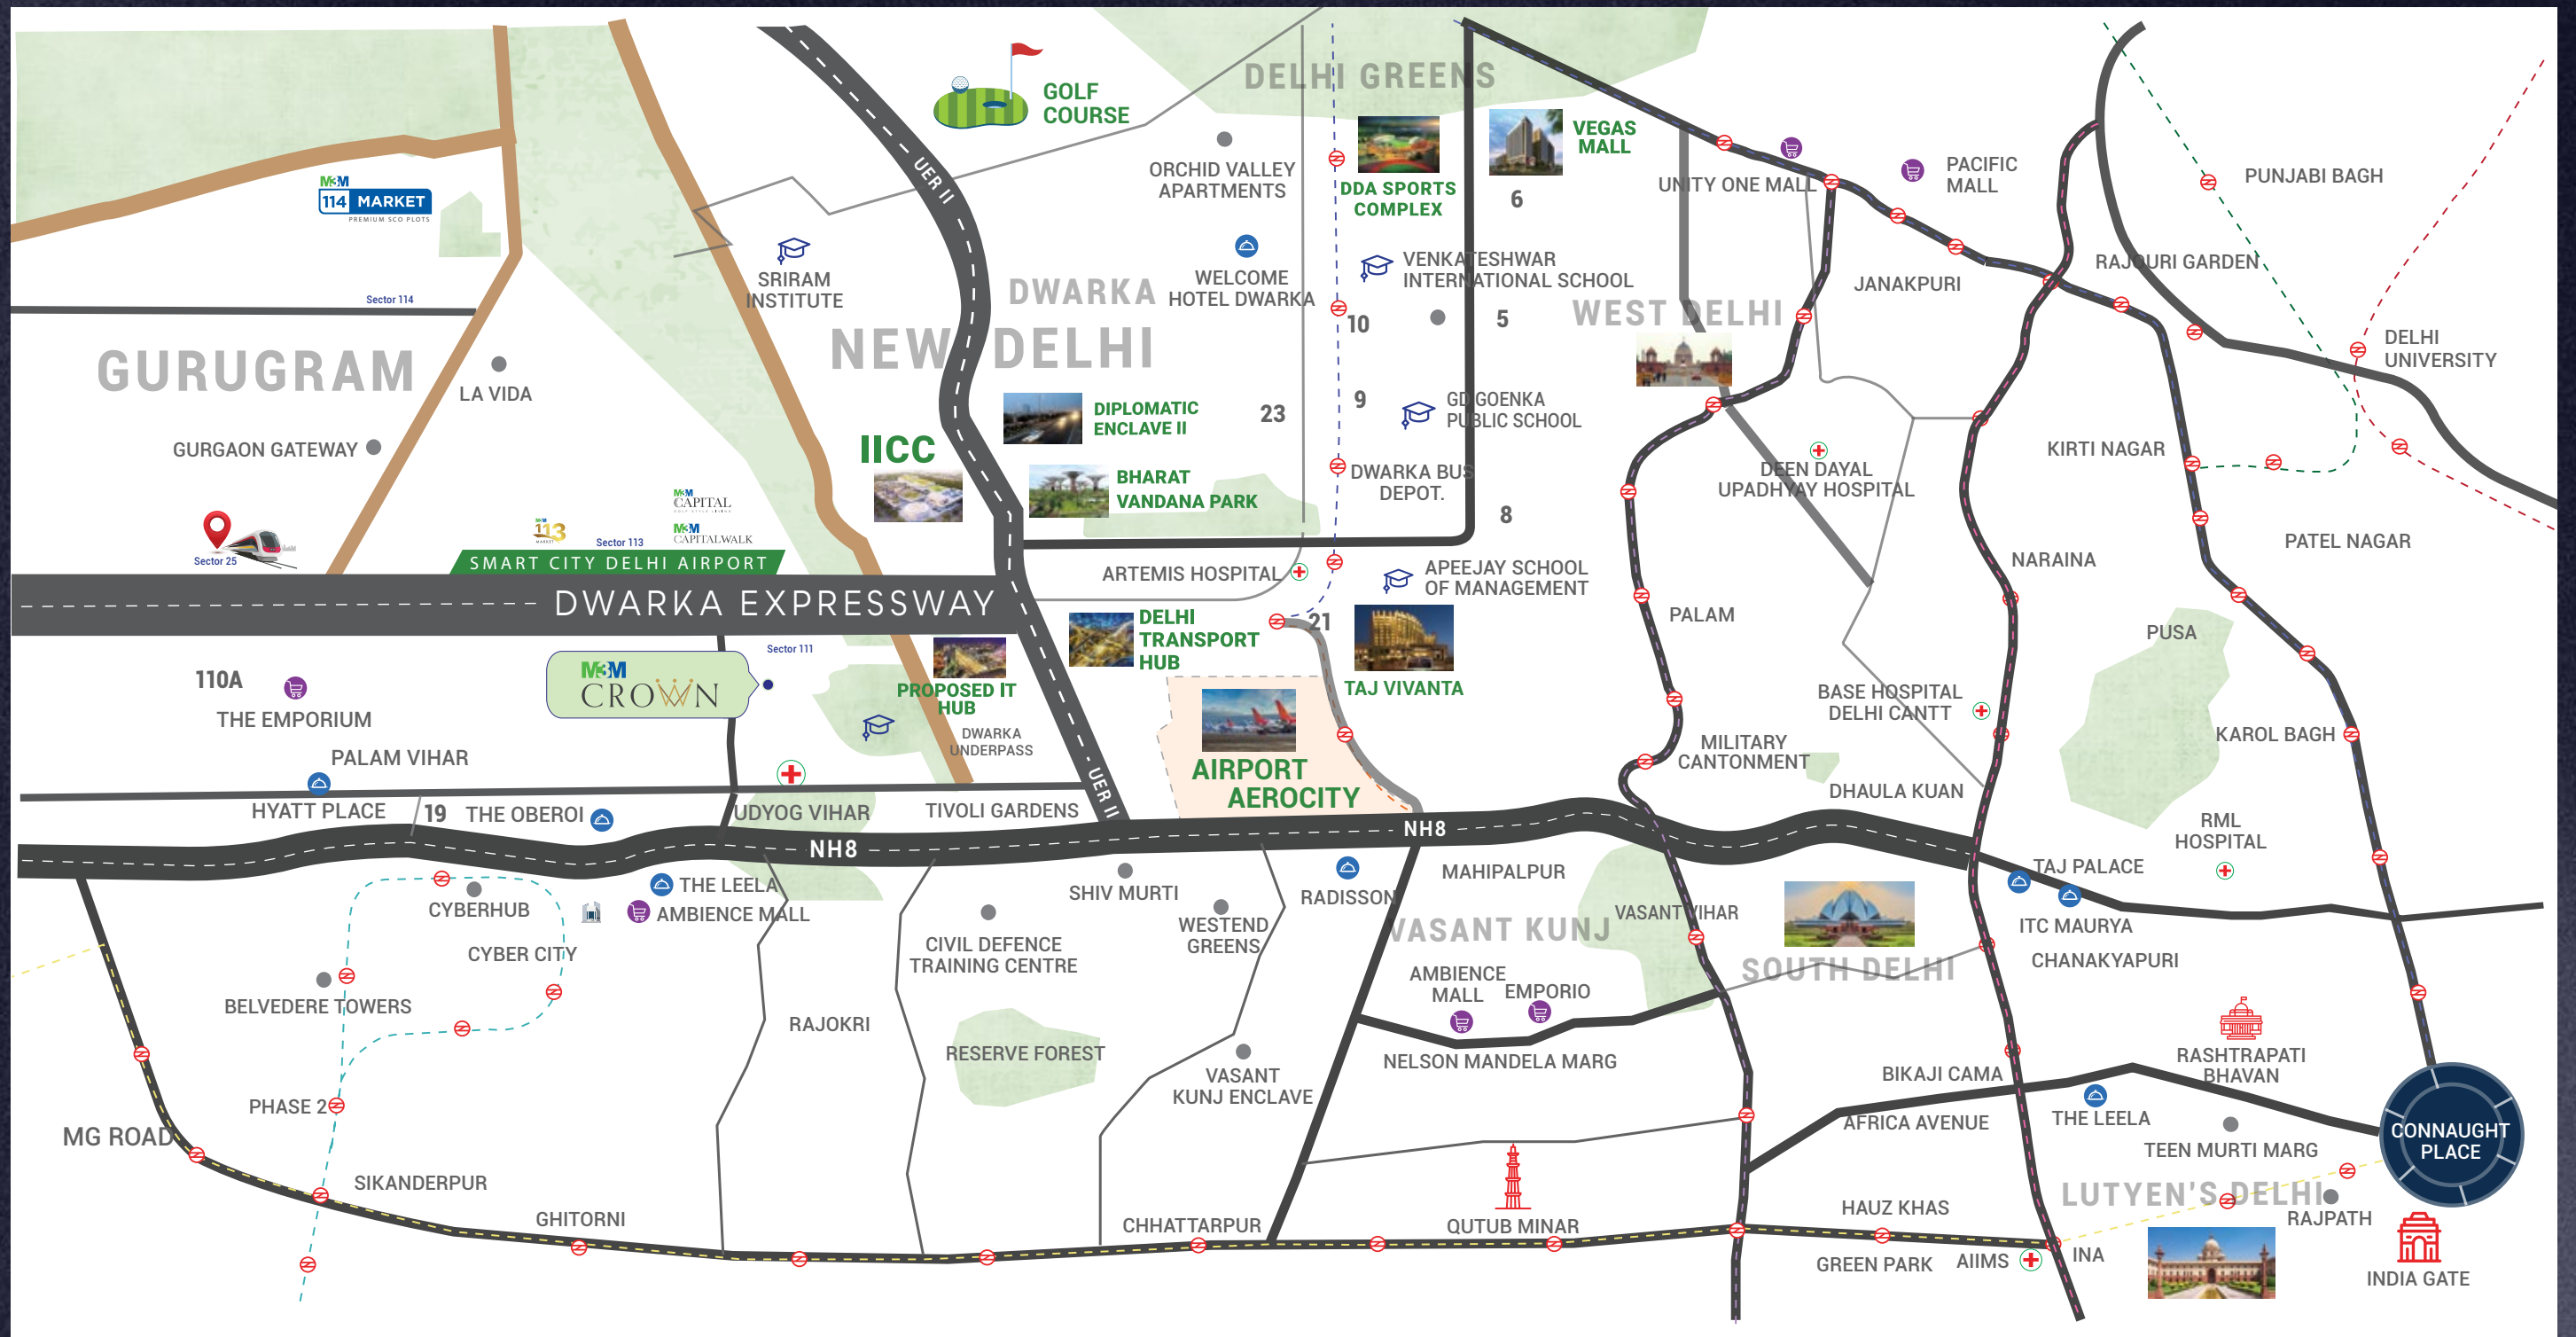 DELHI GREENS
GOLF
COURSE
VEGAS
MALL
ORCHID VALLEY
APARTMENTS
DDA SPORTS
COMPLEX
6
UNITY ONE MALL
PACIFIC
MALL
PUNJABI BAGH
M3M
114 MARKET
PREMIUM SCO PLOTS
UER II
SRIRAM
INSTITUTE
DWARKA
WELCOME
HOTEL DWARKA
VENKATESHWAR
INTERNATIONAL SCHOOL
RAJOURI GARDEN
JANAKPURI
Sector 114
NEW DELHI
10
5
WEST DELHI
GURUGRAM
LA VIDA
DELHI
UNIVERSITY
DIPLOMATIC
ENCLAVE II
23
9
GD GOENKA
PUBLIC SCHOOL
GURGAON GATEWAY
IICC
BHARAT
VANDANA PARK
DWARKA BUS
DEPOT.
DEEN DAYAL
UPADHYAY HOSPITAL
KIRTI NAGAR
M3M
CAPITAL
8
M3M
113
MARKET
M3M
CAPITALWALK
Sector 113
Sector 25
SMART CITY DELHI AIRPORT
ARTEMIS HOSPITAL
APEEJAY SCHOOL
OF MANAGEMENT
NARAINA
PATEL NAGAR
DWARKA EXPRESSWAY
DELHI
TRANSPORT
HUB
21
PALAM
PUSA
Sector 111
110A
THE EMPORIUM
M3M
CROWN
PROPOSED IT
HUB
TAJ VIVANTA
BASE HOSPITAL
DELHI CANTT
DWARKA
UNDERPASS
KAROL BAGH
PALAM VIHAR
MILITARY
CANTONMENT
AIRPORT
AEROCITY
UER II
DHAULA KUAN
HYATT PLACE
19
THE OBEROI
UDYOG VIHAR
TIVOLI GARDENS
RML
HOSPITAL
NH8
NH8
MAHIPALPUR
TAJ PALACE
THE LEELA
SHIV MURTI
RADISSON
CYBERHUB
AMBIENCE MALL
VASANT KUNJ
VASANT VIHAR
WESTEND
GREENS
ITC MAURYA
CYBER CITY
CIVIL DEFENCE
TRAINING CENTRE
SOUTH DELHI
CHANAKYAPURI
AMBIENCE
MALL
EMPORIO
BELVEDERE TOWERS
RAJOKRI
RESERVE FOREST
NELSON MANDELA MARG
RASHTRAPATI
BHAVAN
VASANT
KUNJ ENCLAVE
BIKAJI CAMA
PHASE 2
AFRICA AVENUE
THE LEELA
CONNAUGHT
PLACE
MG ROAD
TEEN MURTI MARG
SIKANDERPUR
LUTYEN'S DELHI
HAUZ KHAS
RAJPATH
GHITORNI
CHHATTARPUR
QUTUB MINAR
GREEN PARK
AIIMS
INA
INDIA GATE